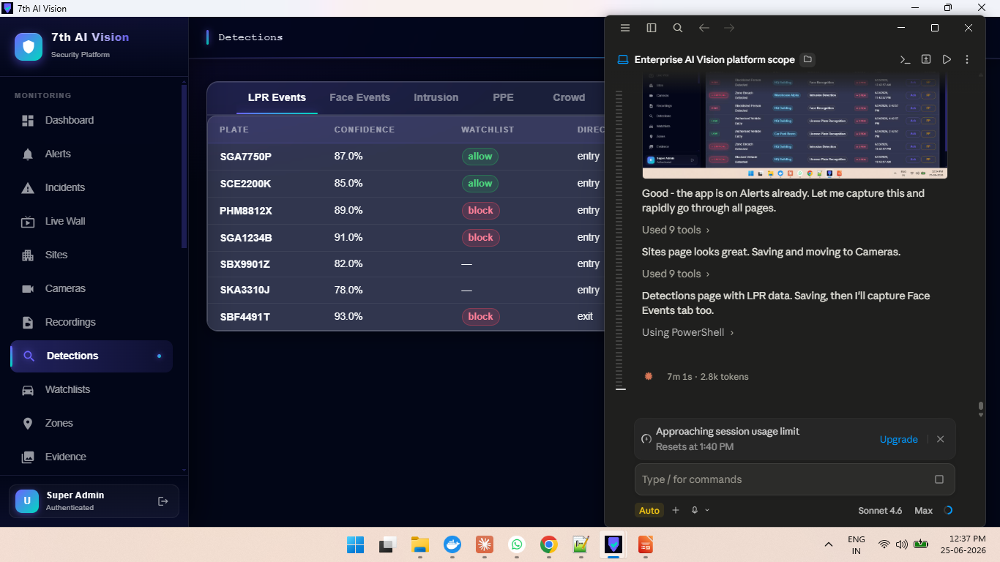 7th AI Vision
7th AI Vision
Security Platform
MONITORING
Dashboard
Alerts
Incidents
Live Wall
Sites
Cameras
Recordings
Detections
Watchlists
Zones
Evidence
U
Super Admin
Authenticated
Detections
LPR Events Face Events Intrusion PPE Crowd
PLATE CONFIDENCE WATCHLIST DIREC
SGA7750P 87.0% allow entry
SCE2200K 85.0% allow entry
PHM8812X 89.0% block entry
SGA1234B 91.0% block entry
SBX9901Z 82.0% — entry
SKA3310J 78.0% — entry
SBF4491T 93.0% block exit
Enterprise AI Vision platform scope
Good - the app is on Alerts already. Let me capture this and
rapidly go through all pages.
Used 9 tools ›
Sites page looks great. Saving and moving to Cameras.
Used 9 tools ›
Detections page with LPR data. Saving, then I'll capture Face
Events tab too.
Using PowerShell ›
7m 1s · 2.8k tokens
Approaching session usage limit
Resets at 1:40 PM
Upgrade
Type / for commands
Auto
Sonnet 4.6 Max
ENG
IN
12:37 PM
25-06-2026